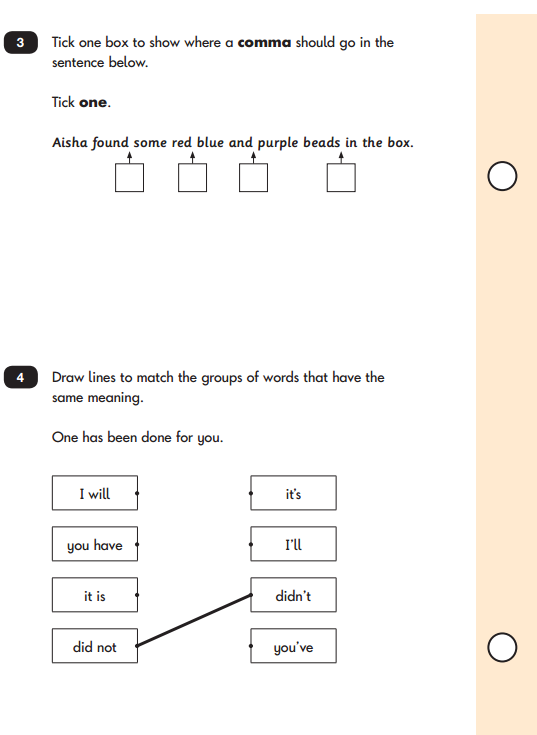 3 Tick one box to show where a comma should go in the
sentence below.
Tick one.
Aisha found some red blue and purple beads in the box.
4 Draw lines to match the groups of words that have the
same meaning.
One has been done for you.
I will it's
you have I'll
it is didn't
did not you've